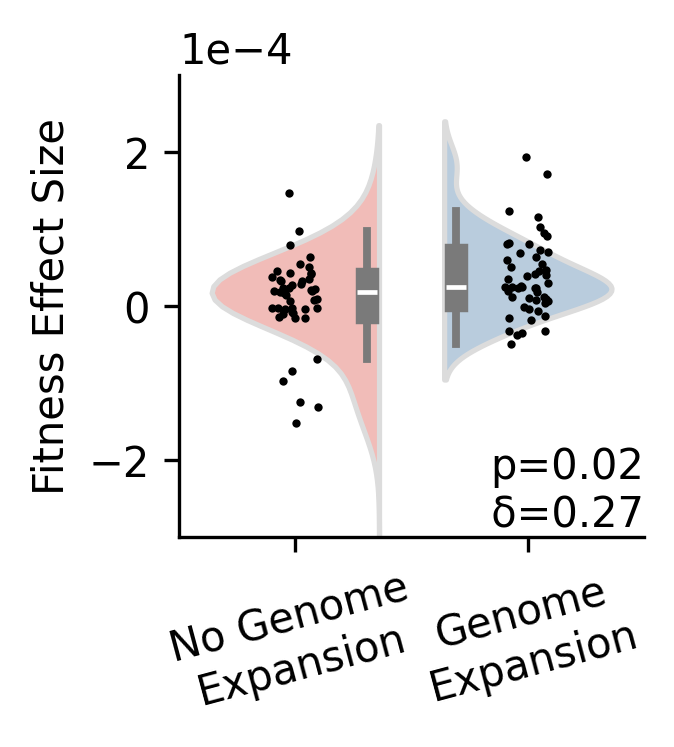 1e−4
Fitness Effect Size
2
0
−2
p=0.02
δ=0.27
No Genome
Expansion
Genome
Expansion